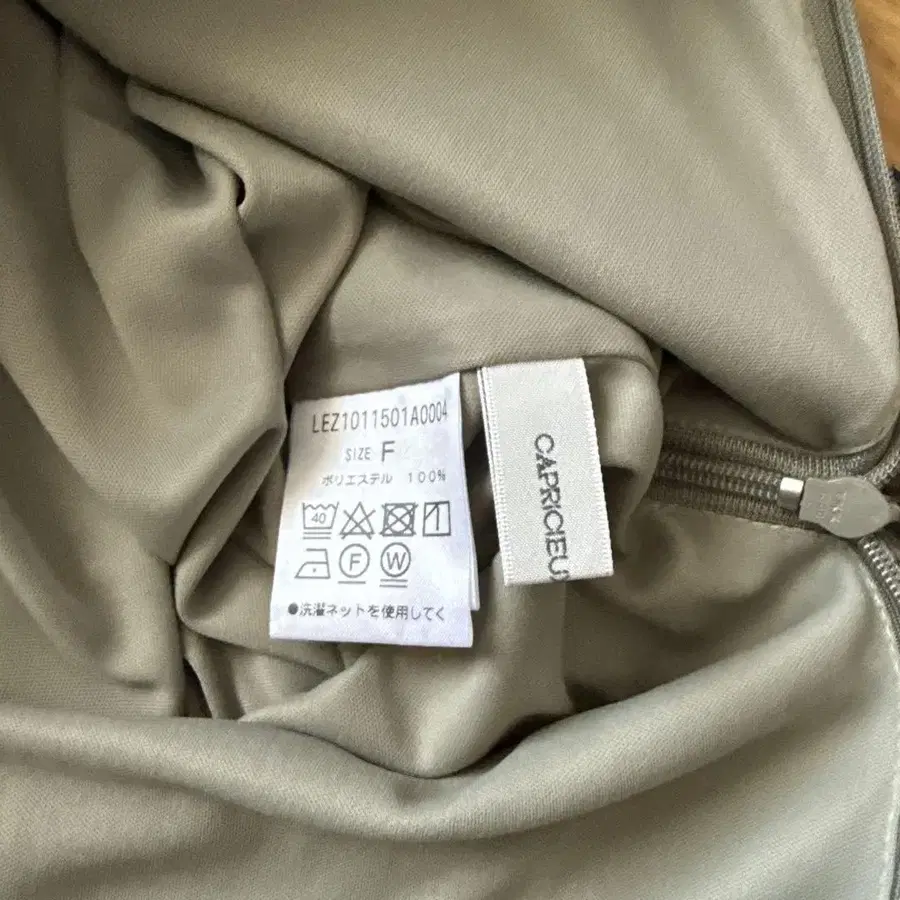 LEZ1011501A0004
SIZE F
ポリエステル 100%
40
F W
●洗濯ネットを使用してく
CAPRICIEU